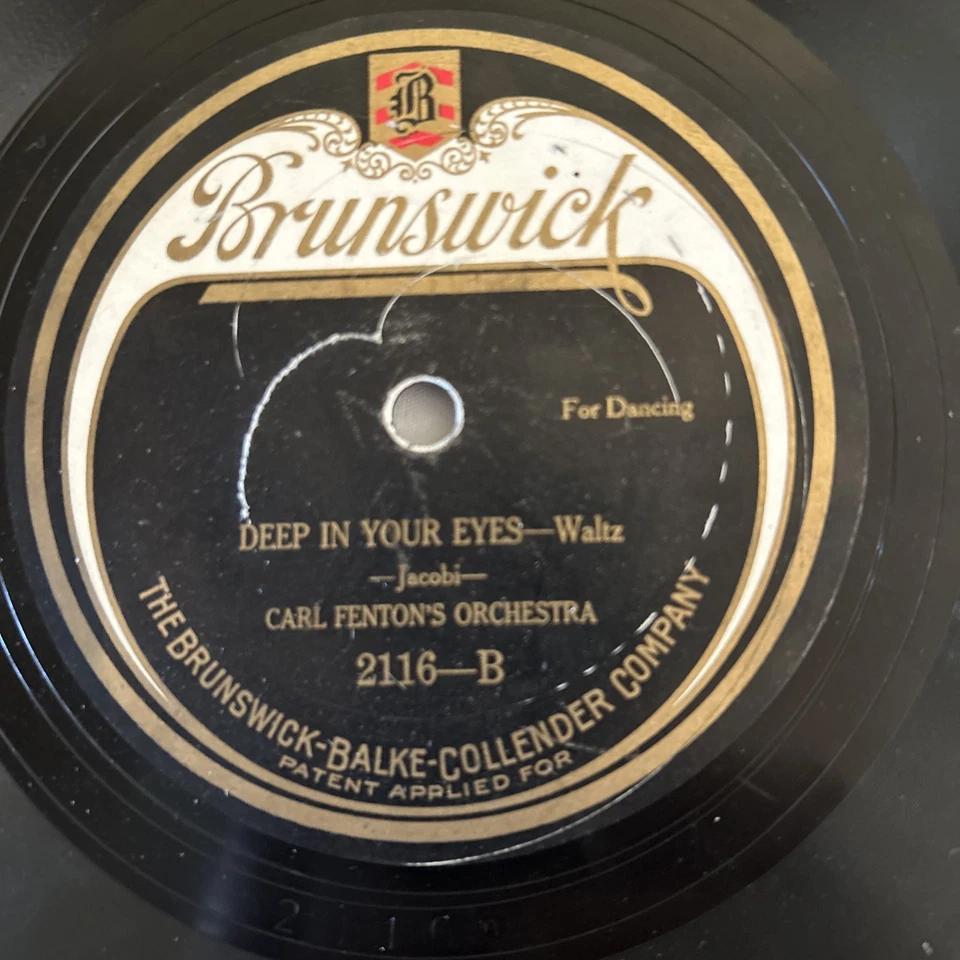 B
Brunswick
For Dancing
DEEP IN YOUR EYES—Waltz
—Jacobi—
CARL FENTON'S ORCHESTRA
2116—B
THE BRUNSWICK-BALKE-COLLENDER COMPANY
PATENT APPLIED FOR